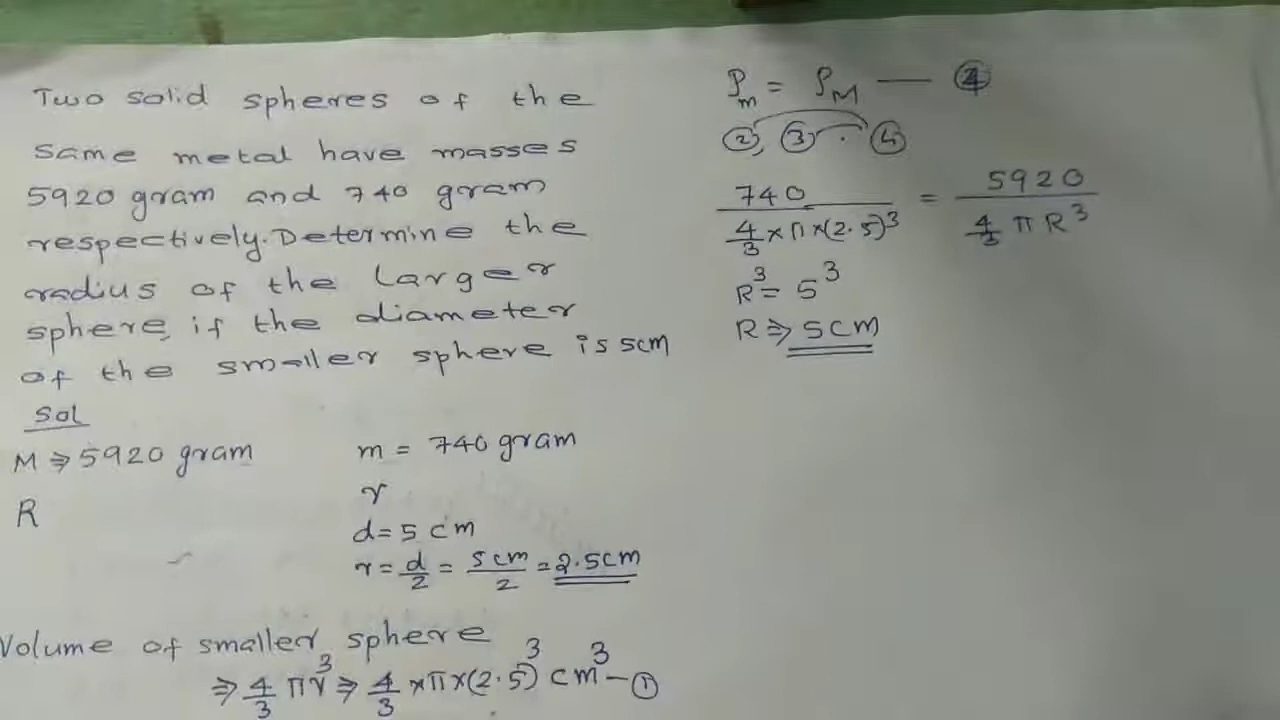 Two solid spheres of the
same metal have masses
5920 gram and 740 gram
respectively. Determine the
radius of the larger
sphere, if the diameter
of the smaller sphere is 5cm
Sol
M ⇒ 5920 gram
R
m = 740 gram
r
d = 5 cm
r = d/2 = 5cm/2 = 2.5cm
Volume of smaller sphere
⇒ 4/3 πr³ ⇒ 4/3 × π × (2.5)³ cm³ – ①
ρm = ρM — ④
②, ③ . ④
740 / (4/3 × π × (2.5)³) = 5920 / (4/3 π R³)
R³ = 5³
R ⇒ 5cm